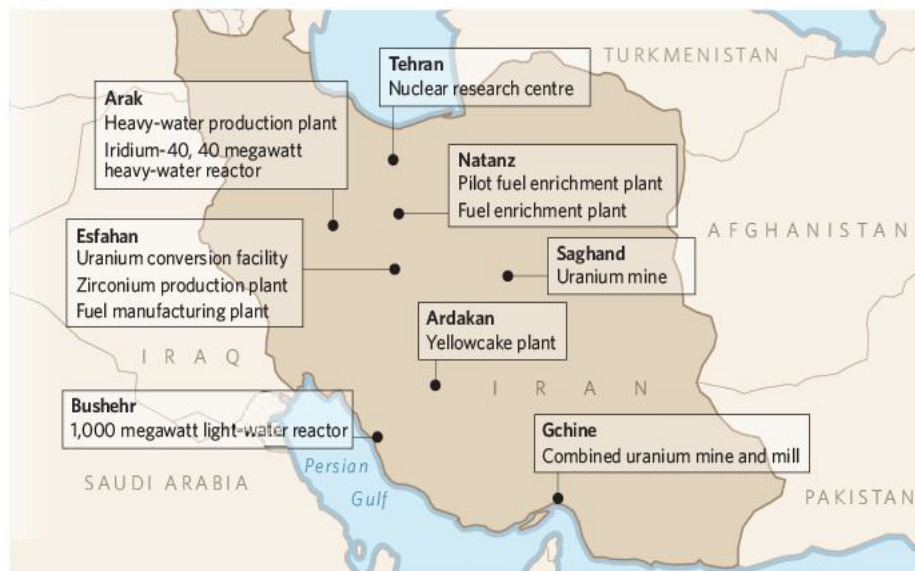 TURKMENISTAN
Tehran
Nuclear research centre
Arak
Heavy-water production plant
Iridium-40, 40 megawatt
heavy-water reactor
Natanz
Pilot fuel enrichment plant
Fuel enrichment plant
AFGHANISTAN
Esfahan
Uranium conversion facility
Zirconium production plant
Fuel manufacturing plant
Saghand
Uranium mine
Ardakan
Yellowcake plant
IRAQ
IRAN
Bushehr
1,000 megawatt light-water reactor
Gchine
Combined uranium mine and mill
Persian
Gulf
SAUDI ARABIA
PAKISTAN